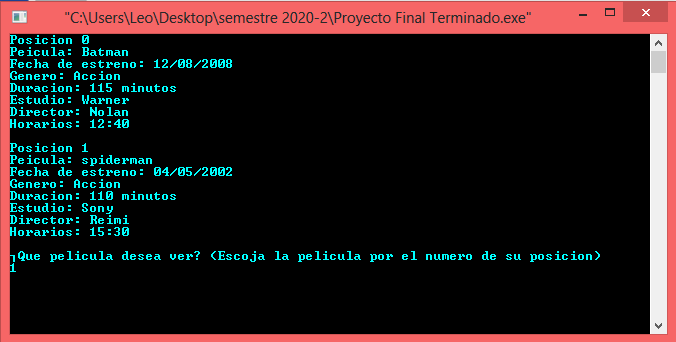 "C:\Users\Leo\Desktop\semestre 2020-2\Proyecto Final Terminado.exe"
Posicion 0
Peicula: Batman
Fecha de estreno: 12/08/2008
Genero: Accion
Duracion: 115 minutos
Estudio: Warner
Director: Nolan
Horarios: 12:40
Posicion 1
Peicula: spiderman
Fecha de estreno: 04/05/2002
Genero: Accion
Duracion: 110 minutos
Estudio: Sony
Director: Reimi
Horarios: 15:30
┐Que pelicula desea ver? (Escoja la pelicula por el numero de su posicion)
1